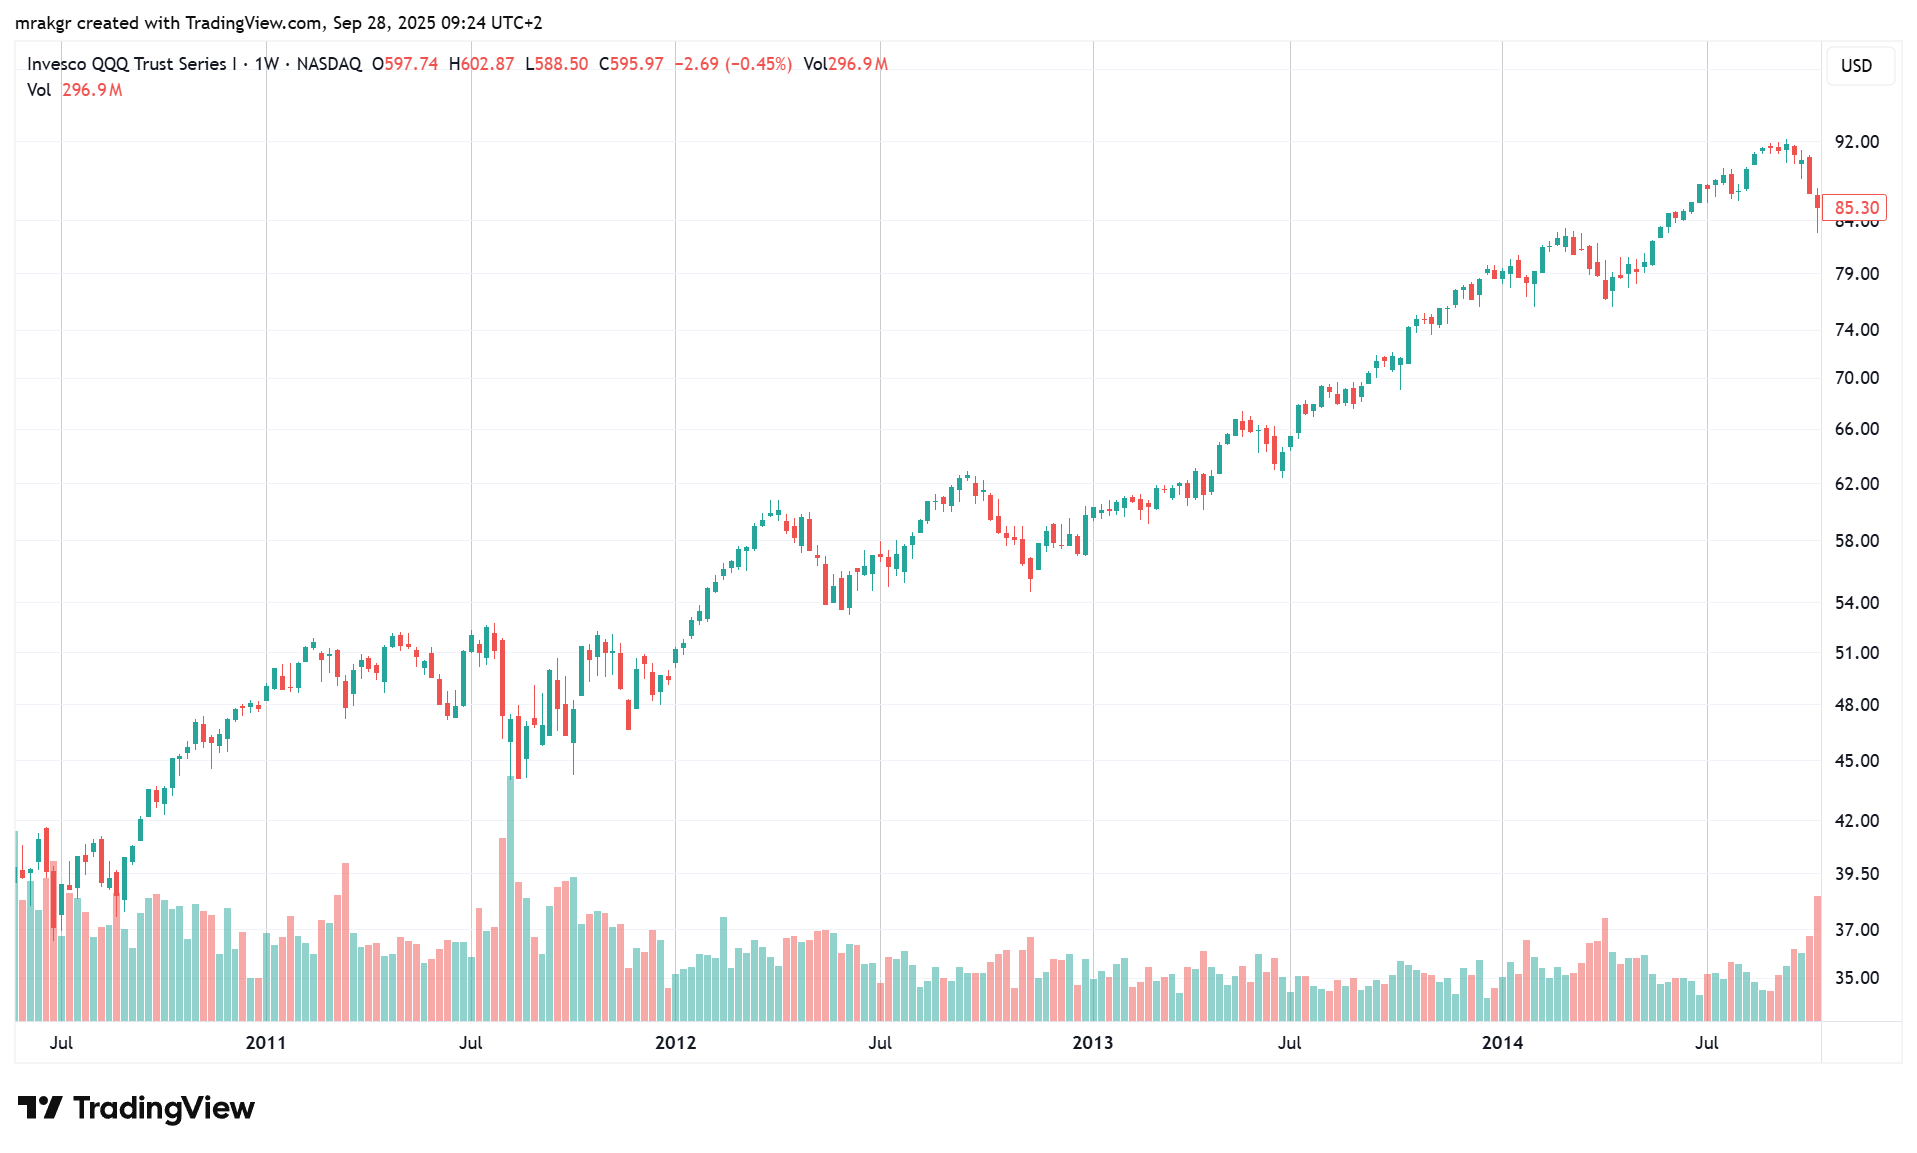 mrakgr created with TradingView.com, Sep 28, 2025 09:24 UTC+2
Invesco QQQ Trust Series I · 1W · NASDAQ O597.74 H602.87 L588.50 C595.97 −2.69 (−0.45%) Vol296.9M
Vol 296.9M
USD
92.00
85.30
84.00
79.00
74.00
70.00
66.00
62.00
58.00
54.00
51.00
48.00
45.00
42.00
39.50
37.00
35.00
Jul 2011 Jul 2012 Jul 2013 Jul 2014 Jul
TradingView